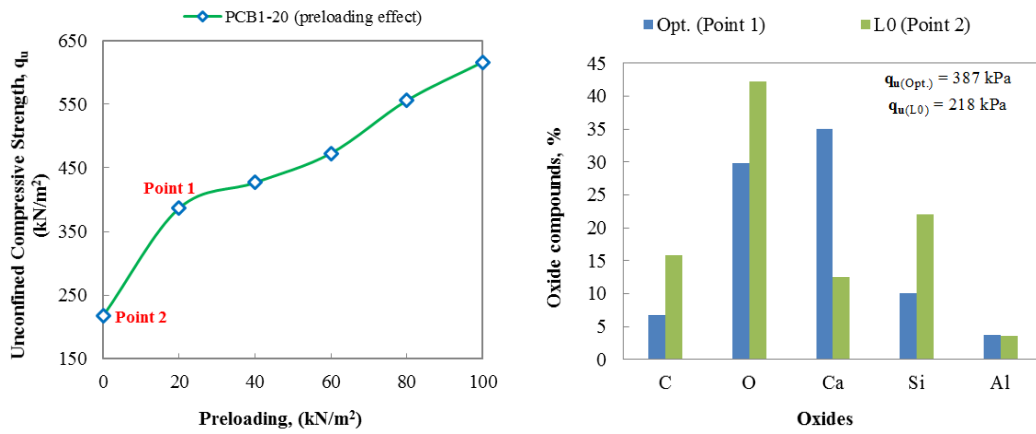 PCB1-20 (preloading effect)
Unconfined Compressive Strength, qu
(kN/m²)
650
550
450
350
250
150
Point 1
Point 2
0 20 40 60 80 100
Preloading, (kN/m²)
Opt. (Point 1) L0 (Point 2)
qu(Opt.) = 387 kPa
qu(L0) = 218 kPa
Oxide compounds, %
45
40
35
30
25
20
15
10
5
0
C O Ca Si Al
Oxides